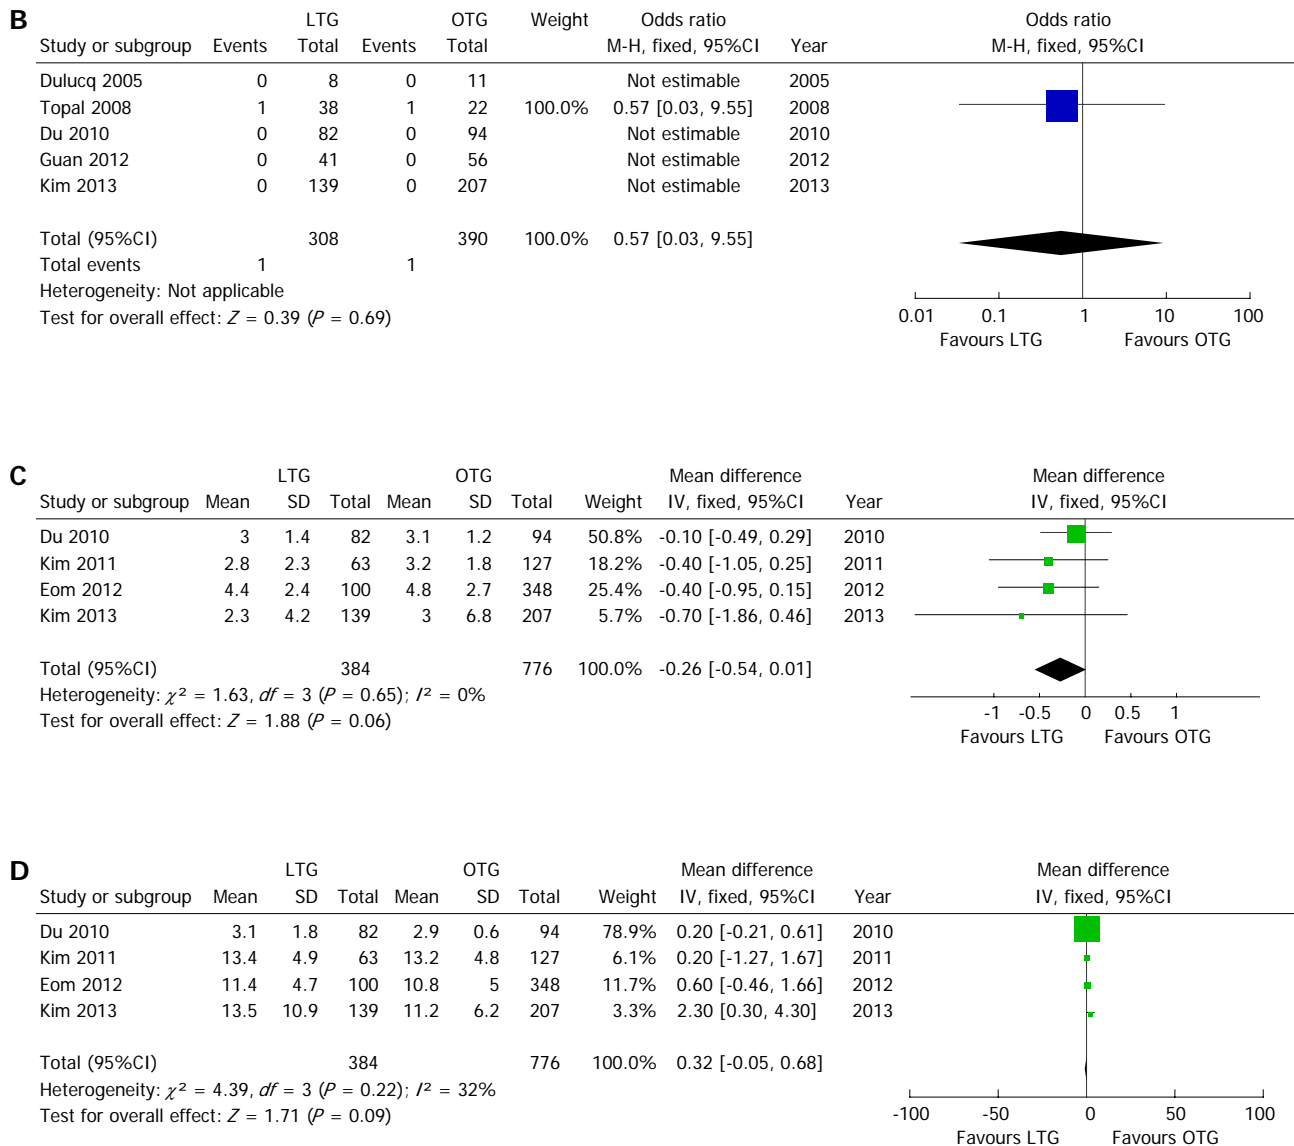 B
LTG OTG Weight Odds ratio Odds ratio
Study or subgroup Events Total Events Total M-H, fixed, 95%CI Year M-H, fixed, 95%CI
Dulucq 2005 0 8 0 11 Not estimable 2005
Topal 2008 1 38 1 22 100.0% 0.57 [0.03, 9.55] 2008
Du 2010 0 82 0 94 Not estimable 2010
Guan 2012 0 41 0 56 Not estimable 2012
Kim 2013 0 139 0 207 Not estimable 2013
Total (95%CI) 308 390 100.0% 0.57 [0.03, 9.55]
Total events 1 1
Heterogeneity: Not applicable
Test for overall effect: Z = 0.39 (P = 0.69)
0.01 0.1 1 10 100
Favours LTG Favours OTG
C
LTG OTG Mean difference Mean difference
Study or subgroup Mean SD Total Mean SD Total Weight IV, fixed, 95%CI Year IV, fixed, 95%CI
Du 2010 3 1.4 82 3.1 1.2 94 50.8% -0.10 [-0.49, 0.29] 2010
Kim 2011 2.8 2.3 63 3.2 1.8 127 18.2% -0.40 [-1.05, 0.25] 2011
Eom 2012 4.4 2.4 100 4.8 2.7 348 25.4% -0.40 [-0.95, 0.15] 2012
Kim 2013 2.3 4.2 139 3 6.8 207 5.7% -0.70 [-1.86, 0.46] 2013
Total (95%CI) 384 776 100.0% -0.26 [-0.54, 0.01]
Heterogeneity: χ² = 1.63, df = 3 (P = 0.65); I² = 0%
Test for overall effect: Z = 1.88 (P = 0.06)
-1 -0.5 0 0.5 1
Favours LTG Favours OTG
D
LTG OTG Mean difference Mean difference
Study or subgroup Mean SD Total Mean SD Total Weight IV, fixed, 95%CI Year IV, fixed, 95%CI
Du 2010 3.1 1.8 82 2.9 0.6 94 78.9% 0.20 [-0.21, 0.61] 2010
Kim 2011 13.4 4.9 63 13.2 4.8 127 6.1% 0.20 [-1.27, 1.67] 2011
Eom 2012 11.4 4.7 100 10.8 5 348 11.7% 0.60 [-0.46, 1.66] 2012
Kim 2013 13.5 10.9 139 11.2 6.2 207 3.3% 2.30 [0.30, 4.30] 2013
Total (95%CI) 384 776 100.0% 0.32 [-0.05, 0.68]
Heterogeneity: χ² = 4.39, df = 3 (P = 0.22); I² = 32%
Test for overall effect: Z = 1.71 (P = 0.09)
-100 -50 0 50 100
Favours LTG Favours OTG